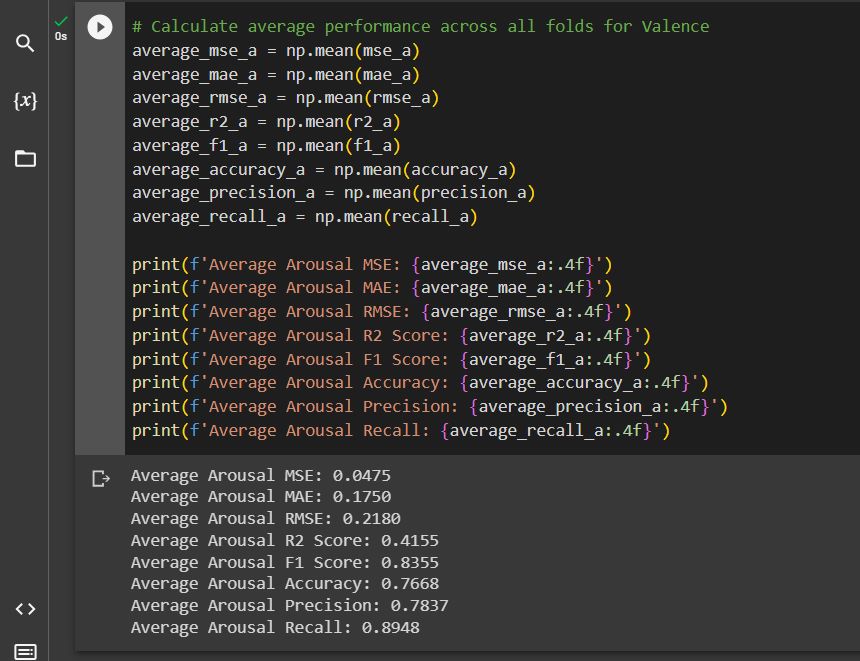 0s
# Calculate average performance across all folds for Valence
average_mse_a = np.mean(mse_a)
average_mae_a = np.mean(mae_a)
average_rmse_a = np.mean(rmse_a)
average_r2_a = np.mean(r2_a)
average_f1_a = np.mean(f1_a)
average_accuracy_a = np.mean(accuracy_a)
average_precision_a = np.mean(precision_a)
average_recall_a = np.mean(recall_a)
print(f'Average Arousal MSE: {average_mse_a:.4f}')
print(f'Average Arousal MAE: {average_mae_a:.4f}')
print(f'Average Arousal RMSE: {average_rmse_a:.4f}')
print(f'Average Arousal R2 Score: {average_r2_a:.4f}')
print(f'Average Arousal F1 Score: {average_f1_a:.4f}')
print(f'Average Arousal Accuracy: {average_accuracy_a:.4f}')
print(f'Average Arousal Precision: {average_precision_a:.4f}')
print(f'Average Arousal Recall: {average_recall_a:.4f}')
Average Arousal MSE: 0.0475
Average Arousal MAE: 0.1750
Average Arousal RMSE: 0.2180
Average Arousal R2 Score: 0.4155
Average Arousal F1 Score: 0.8355
Average Arousal Accuracy: 0.7668
Average Arousal Precision: 0.7837
Average Arousal Recall: 0.8948
{x}